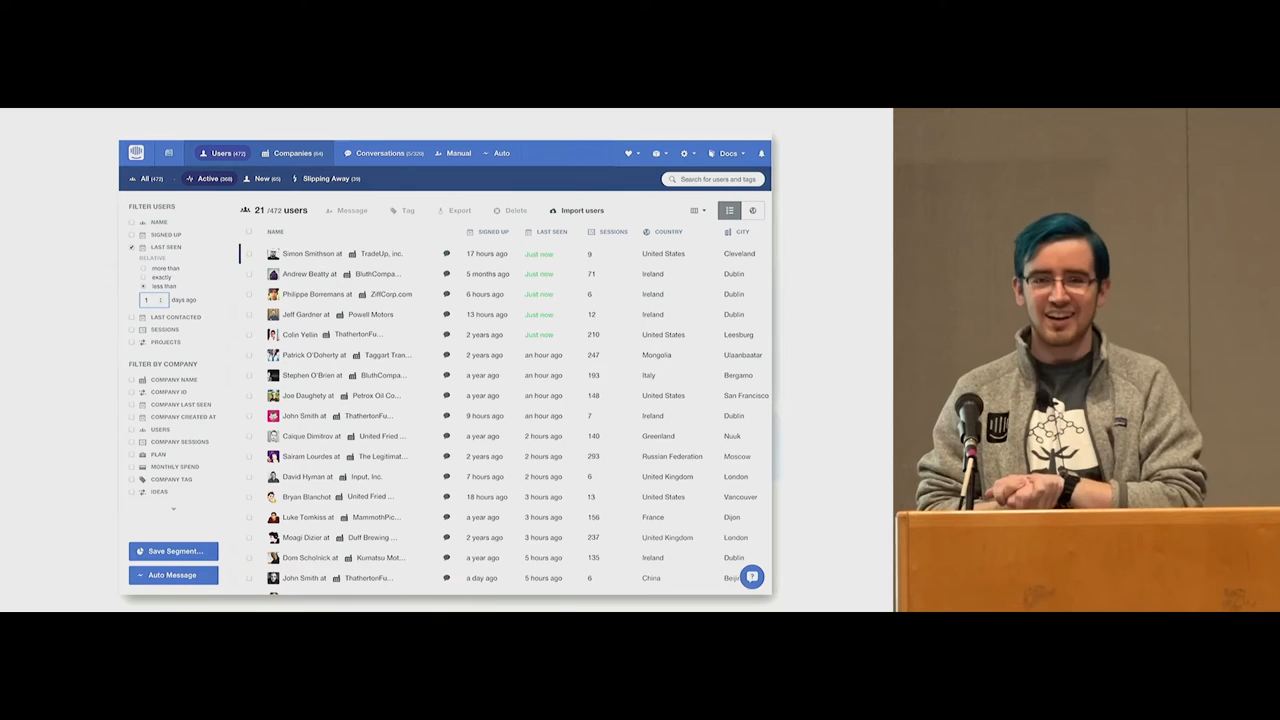 Users (472) Companies (64) Conversations (5/320) Manual Auto Docs
All (472) Active (368) New (65) Slipping Away (39) Search for users and tags
FILTER USERS
NAME
SIGNED UP
LAST SEEN
RELATIVE
more than
exactly
less than
1 days ago
LAST CONTACTED
SESSIONS
PROJECTS
FILTER BY COMPANY
COMPANY NAME
COMPANY ID
COMPANY LAST SEEN
COMPANY CREATED AT
USERS
COMPANY SESSIONS
PLAN
MONTHLY SPEND
COMPANY TAG
IDEAS
Save Segment...
Auto Message
21 /472 users Message Tag Export Delete Import users
NAME SIGNED UP LAST SEEN SESSIONS COUNTRY CITY
Simon Smithson at TradeUp, inc. 17 hours ago Just now 9 United States Cleveland
Andrew Beatty at BluthCompa... 5 months ago Just now 71 Ireland Dublin
Philippe Borremans at ZiffCorp.com 6 hours ago Just now 6 Ireland Dublin
Jeff Gardner at Powell Motors 13 hours ago Just now 12 Ireland Dublin
Colin Yellin ThathertonFu... 2 years ago Just now 210 United States Leesburg
Patrick O'Doherty at Taggart Tran... 2 years ago an hour ago 247 Mongolia Ulaanbaatar
Stephen O'Brien at BluthCompa... a year ago an hour ago 193 Italy Bergamo
Joe Daughety at Petrox Oil Co... a year ago an hour ago 148 United States San Francisco
John Smith at ThathertonFu... 9 hours ago an hour ago 7 Ireland Dublin
Caique Dimitrov at United Fried ... a year ago 2 hours ago 140 Greenland Nuuk
Sairam Lourdes at The Legitimat... 2 years ago 2 hours ago 293 Russian Federation Moscow
David Hyman at Input, Inc. 7 hours ago 2 hours ago 6 United Kingdom London
Bryan Blanchot United Fried ... 18 hours ago 3 hours ago 13 United States Vancouver
Luke Tomkiss at MammothPic... a year ago 3 hours ago 156 France Dijon
Moagi Dizier at Duff Brewing ... 2 years ago 3 hours ago 237 United Kingdom London
Dom Scholnick at Kumatsu Mot... a year ago 5 hours ago 135 Ireland Dublin
John Smith at ThathertonFu... a day ago 5 hours ago 6 China